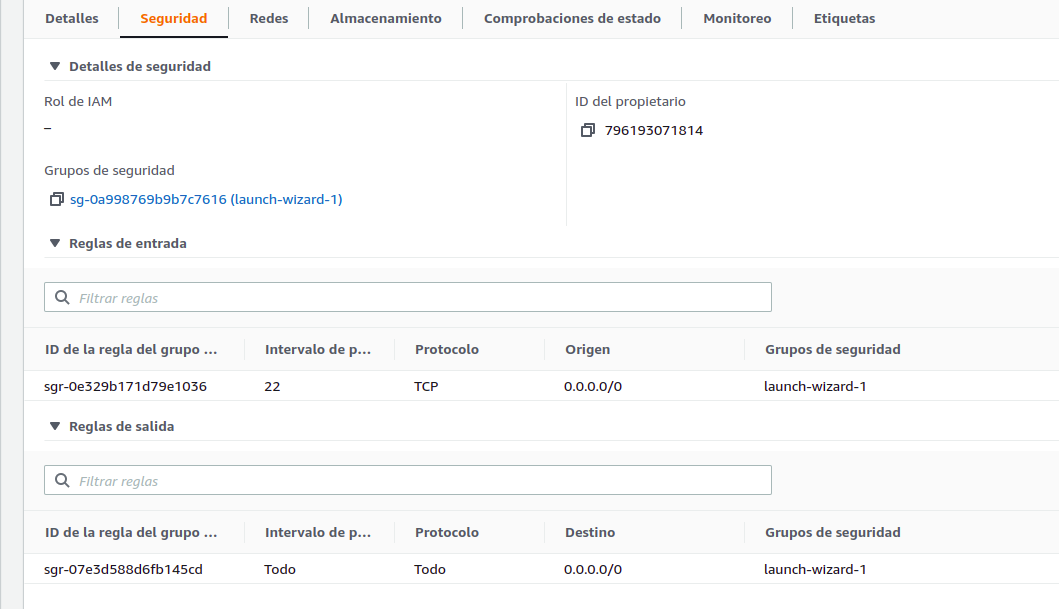 Detalles Seguridad Redes Almacenamiento Comprobaciones de estado Monitoreo Etiquetas
▼ Detalles de seguridad
Rol de IAM
–
ID del propietario
796193071814
Grupos de seguridad
sg-0a998769b9b7c7616 (launch-wizard-1)
▼ Reglas de entrada
Filtrar reglas
ID de la regla del grupo ... Intervalo de p... Protocolo Origen Grupos de seguridad
sgr-0e329b171d79e1036 22 TCP 0.0.0.0/0 launch-wizard-1
▼ Reglas de salida
Filtrar reglas
ID de la regla del grupo ... Intervalo de p... Protocolo Destino Grupos de seguridad
sgr-07e3d588d6fb145cd Todo Todo 0.0.0.0/0 launch-wizard-1